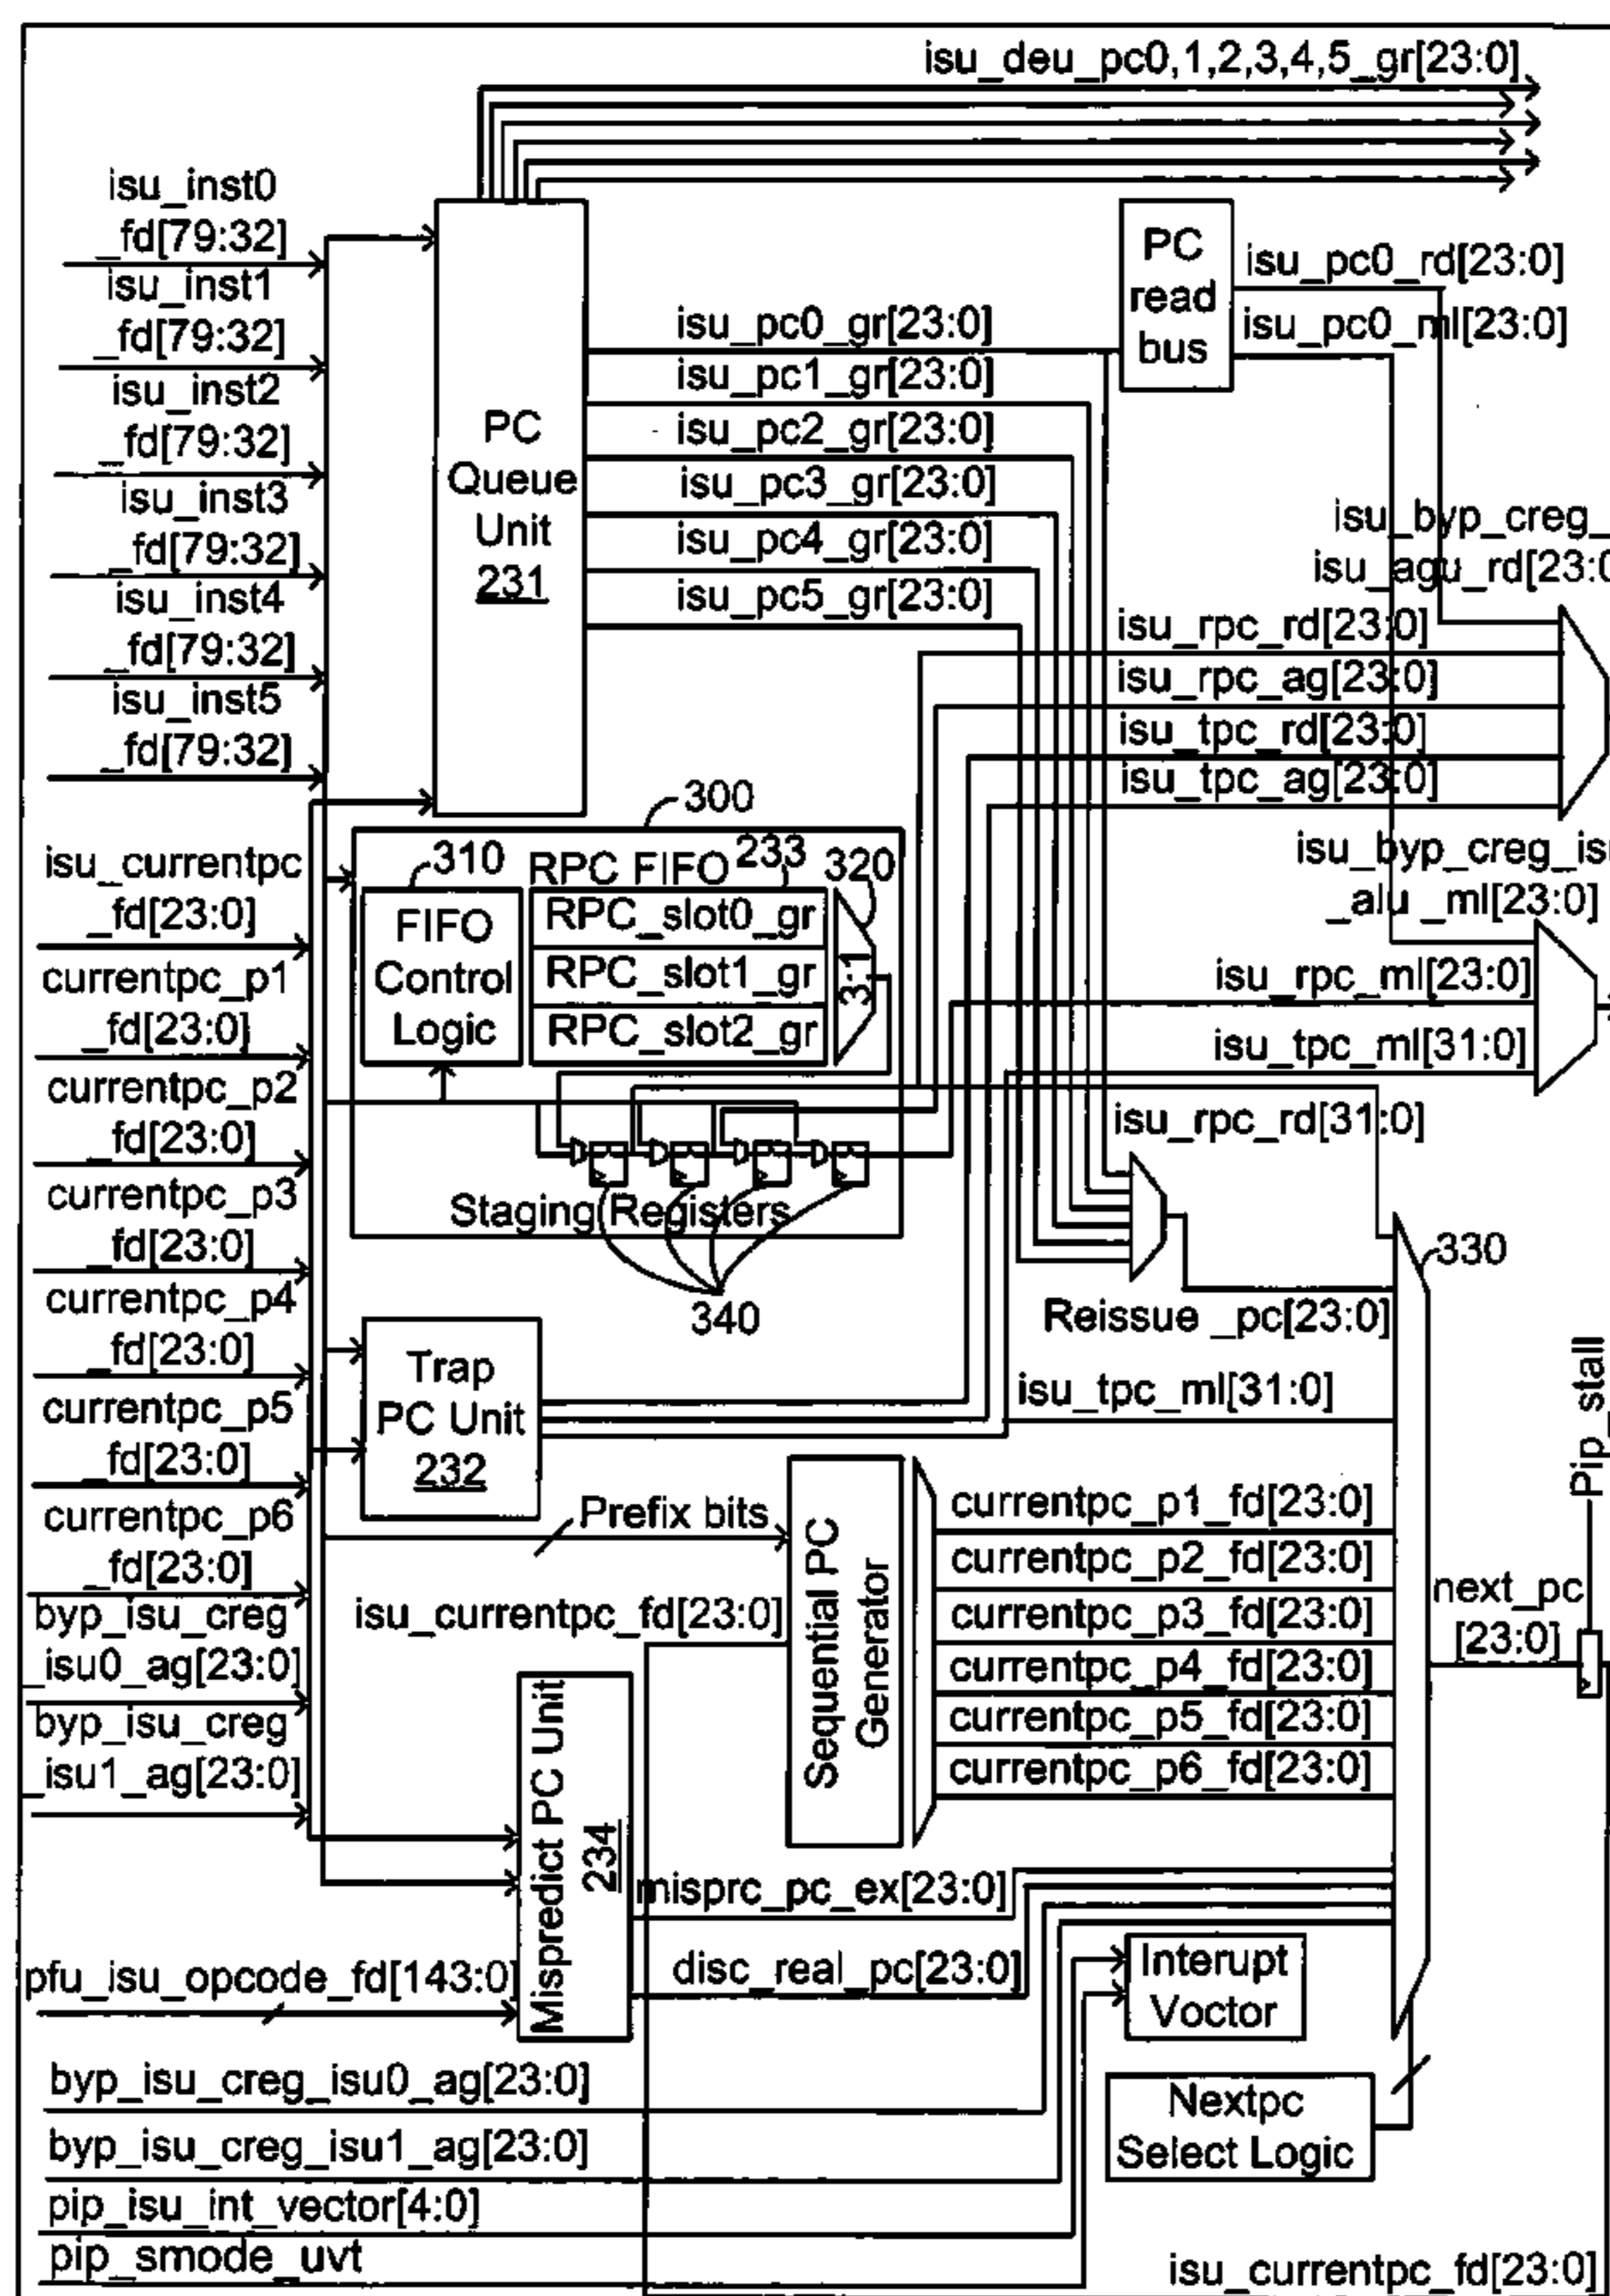 isu_deu_pc0,1,2,3,4,5_gr[23:0]
isu_inst0
_fd[79:32]
isu_inst1
_fd[79:32]
isu_inst2
_fd[79:32]
isu_inst3
_fd[79:32]
isu_inst4
_fd[79:32]
isu_inst5
_fd[79:32]
PC
Queue
Unit
231
isu_pc0_gr[23:0]
isu_pc1_gr[23:0]
isu_pc2_gr[23:0]
isu_pc3_gr[23:0]
isu_pc4_gr[23:0]
isu_pc5_gr[23:0]
PC
read
bus
isu_pc0_rd[23:0]
isu_pc0_ml[23:0]
isu_byp_creg_
isu_agu_rd[23:0
isu_rpc_rd[23:0]
isu_rpc_ag[23:0]
isu_tpc_rd[23:0]
isu_tpc_ag[23:0]
isu_currentpc
_fd[23:0]
currentpc_p1
_fd[23:0]
currentpc_p2
_fd[23:0]
currentpc_p3
_fd[23:0]
currentpc_p4
_fd[23:0]
currentpc_p5
_fd[23:0]
currentpc_p6
_fd[23:0]
byp_isu_creg
_isu0_ag[23:0]
byp_isu_creg
_isu1_ag[23:0]
300
310
RPC FIFO 233
320
FIFO
Control
Logic
RPC_slot0_gr
RPC_slot1_gr
RPC_slot2_gr
3:1
Staging Registers
340
isu_byp_creg_isu
_alu _ml[23:0]
isu_rpc_ml[23:0]
isu_tpc_ml[31:0]
isu_rpc_rd[31:0]
330
Reissue _pc[23:0]
isu_tpc_ml[31:0]
Trap
PC Unit
232
Prefix bits
isu_currentpc_fd[23:0]
Sequential PC
Generator
currentpc_p1_fd[23:0]
currentpc_p2_fd[23:0]
currentpc_p3_fd[23:0]
currentpc_p4_fd[23:0]
currentpc_p5_fd[23:0]
currentpc_p6_fd[23:0]
Pip_stall
next_pc
[23:0]
Mispredict PC Unit
234
misprc_pc_ex[23:0]
disc_real_pc[23:0]
pfu_isu_opcode_fd[143:0]
Interupt
Voctor
Nextpc
Select Logic
byp_isu_creg_isu0_ag[23:0]
byp_isu_creg_isu1_ag[23:0]
pip_isu_int_vector[4:0]
pip_smode_uvt
isu_currentpc_fd[23:0]